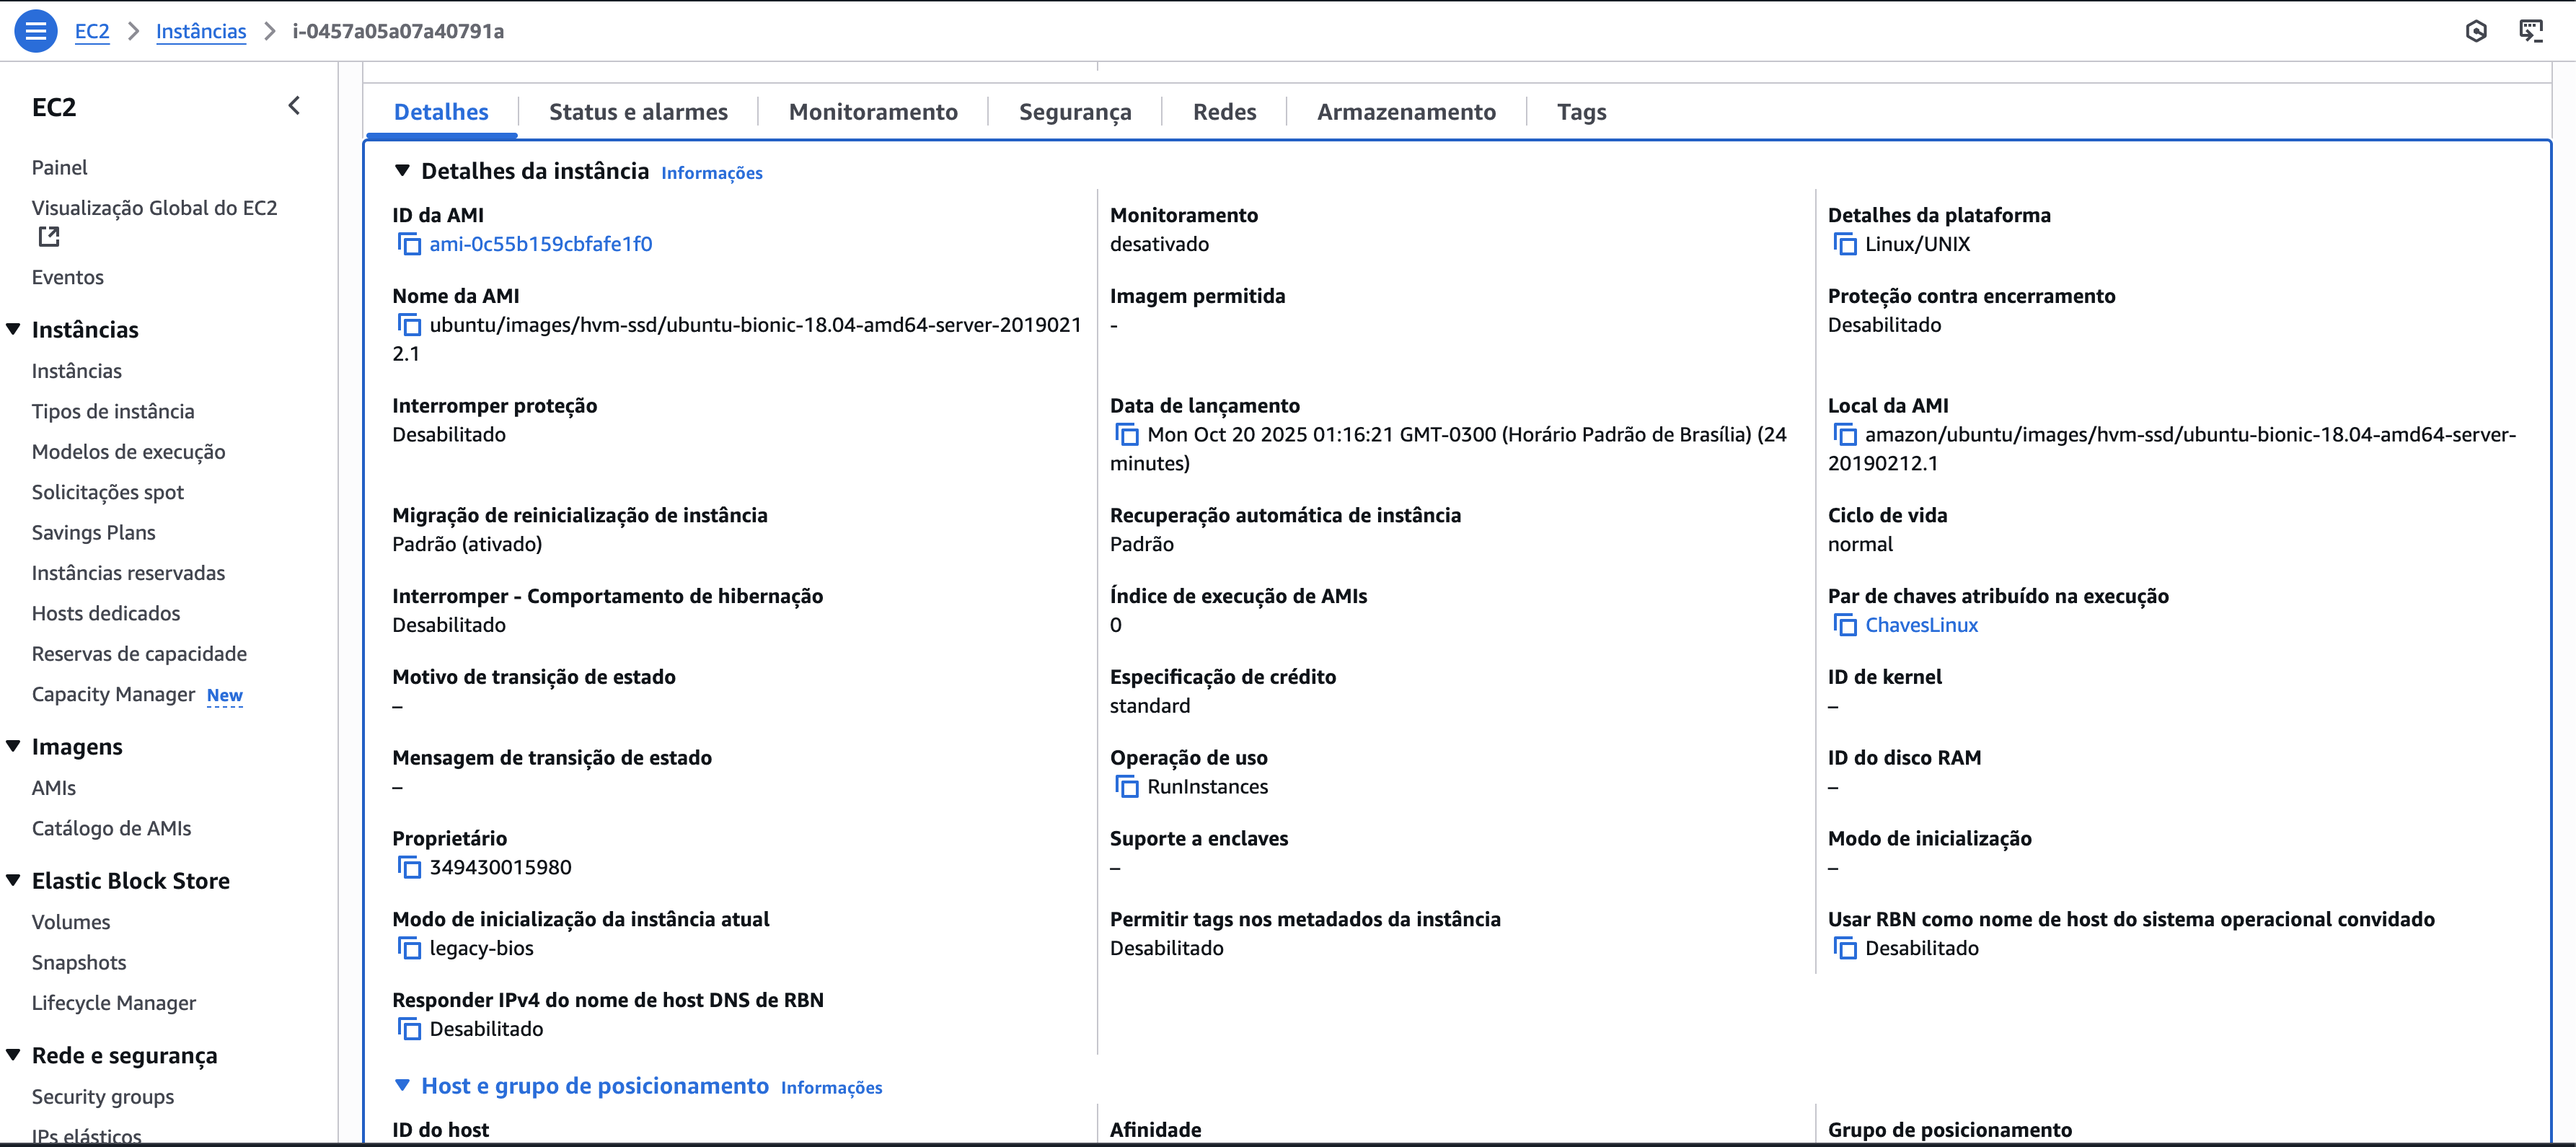 EC2 > Instâncias > i-0457a05a07a40791a
EC2
Painel
Visualização Global do EC2
Eventos
Instâncias
Instâncias
Tipos de instância
Modelos de execução
Solicitações spot
Savings Plans
Instâncias reservadas
Hosts dedicados
Reservas de capacidade
Capacity Manager New
Imagens
AMIs
Catálogo de AMIs
Elastic Block Store
Volumes
Snapshots
Lifecycle Manager
Rede e segurança
Security groups
IPs elásticos
Detalhes
Status e alarmes
Monitoramento
Segurança
Redes
Armazenamento
Tags
Detalhes da instância Informações
ID da AMI
ami-0c55b159cbfafe1f0
Monitoramento
desativado
Detalhes da plataforma
Linux/UNIX
Nome da AMI
ubuntu/images/hvm-ssd/ubuntu-bionic-18.04-amd64-server-2019021
2.1
Imagem permitida
-
Proteção contra encerramento
Desabilitado
Interromper proteção
Desabilitado
Data de lançamento
Mon Oct 20 2025 01:16:21 GMT-0300 (Horário Padrão de Brasília) (24
minutes)
Local da AMI
amazon/ubuntu/images/hvm-ssd/ubuntu-bionic-18.04-amd64-server-
20190212.1
Migração de reinicialização de instância
Padrão (ativado)
Recuperação automática de instância
Padrão
Ciclo de vida
normal
Interromper - Comportamento de hibernação
Desabilitado
Índice de execução de AMIs
0
Par de chaves atribuído na execução
ChavesLinux
Motivo de transição de estado
–
Especificação de crédito
standard
ID de kernel
–
Mensagem de transição de estado
–
Operação de uso
RunInstances
ID do disco RAM
–
Proprietário
349430015980
Suporte a enclaves
–
Modo de inicialização
–
Modo de inicialização da instância atual
legacy-bios
Permitir tags nos metadados da instância
Desabilitado
Usar RBN como nome de host do sistema operacional convidado
Desabilitado
Responder IPv4 do nome de host DNS de RBN
Desabilitado
Host e grupo de posicionamento Informações
ID do host
Afinidade
Grupo de posicionamento